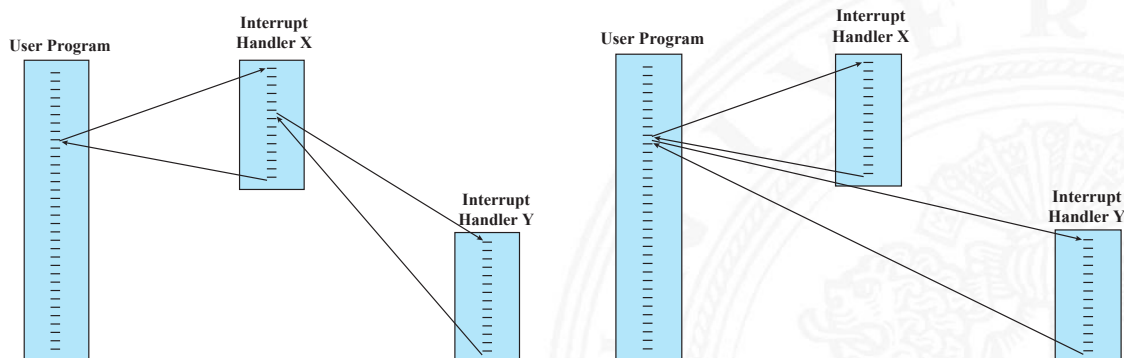 User Program
Interrupt
Handler X
Interrupt
Handler Y
User Program
Interrupt
Handler X
Interrupt
Handler Y